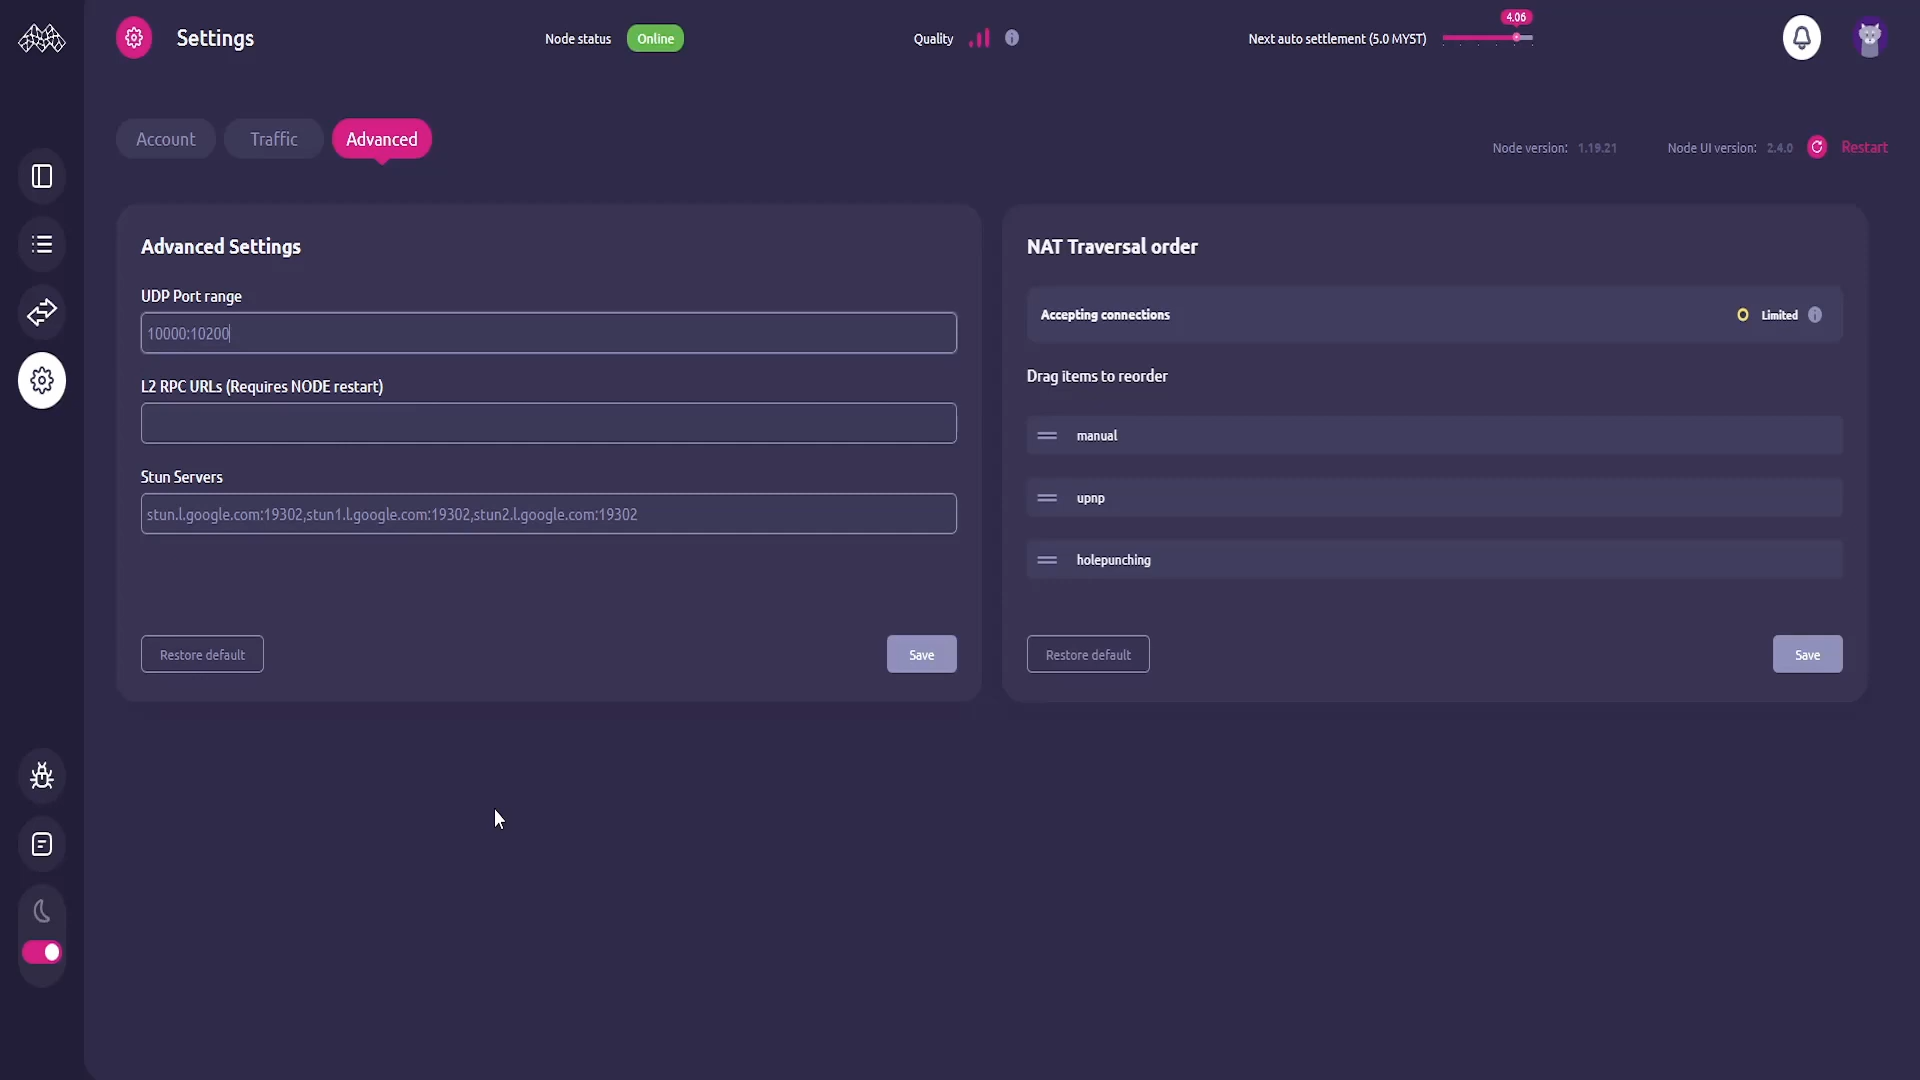 Settings
Node status Online
Quality
Next auto settlement (5.0 MYST)
4.06
Account
Traffic
Advanced
Node version: 1.19.21
Node UI version: 2.4.0
Restart
Advanced Settings
UDP Port range
10000:10200
L2 RPC URLs (Requires NODE restart)
Stun Servers
stun.l.google.com:19302,stun1.l.google.com:19302,stun2.l.google.com:19302
Restore default
Save
NAT Traversal order
Accepting connections
Limited
Drag items to reorder
manual
upnp
holepunching
Restore default
Save